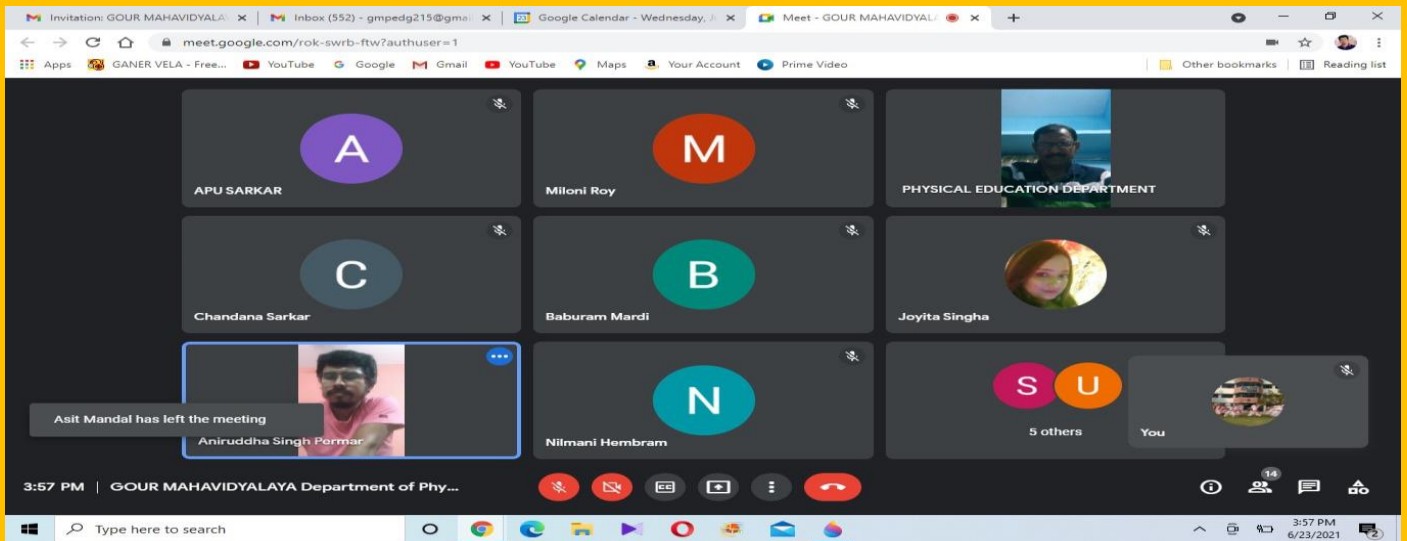 Invitation: GOUR MAHAVIDYALA
Inbox (552) - gmpedg215@gma
Google Calendar - Wednesday, J
Meet - GOUR MAHAVIDYAL
meet.google.com/rok-swrb-ftw?authuser=1
Apps GANER VELA - Free... YouTube Google Gmail YouTube Maps Your Account Prime Video Other bookmarks Reading list
A
APU SARKAR
M
Miloni Roy
PHYSICAL EDUCATION DEPARTMENT
C
Chandana Sarkar
B
Baburam Mardi
Joyita Singha
Asit Mandal has left the meeting
Aniruddha Singh Permar
N
Nilmani Hembram
S U
5 others
You
3:57 PM | GOUR MAHAVIDYALAYA Department of Phy...
14
Type here to search
3:57 PM
6/23/2021
2